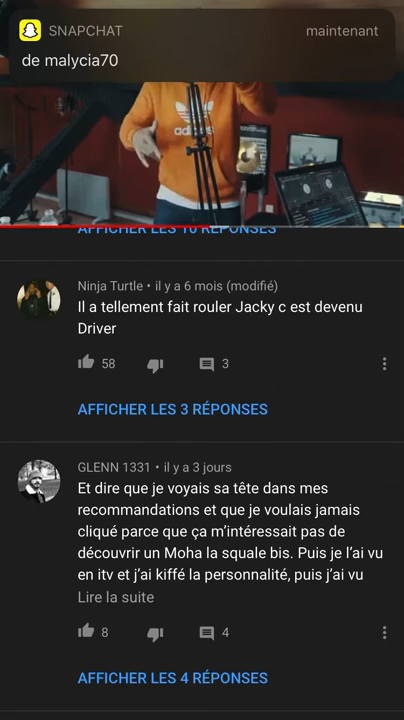 SNAPCHAT
maintenant
de malycia70
adidas
AFFICHER LES 10 RÉPONSES
Ninja Turtle • il y a 6 mois (modifié)
Il a tellement fait rouler Jacky c est devenu
Driver
58
3
AFFICHER LES 3 RÉPONSES
GLENN 1331 • il y a 3 jours
Et dire que je voyais sa tête dans mes
recommandations et que je voulais jamais
cliqué parce que ça m’intéressait pas de
découvrir un Moha la squale bis. Puis je l’ai vu
en itv et j’ai kiffé la personnalité, puis j’ai vu
Lire la suite
8
4
AFFICHER LES 4 RÉPONSES